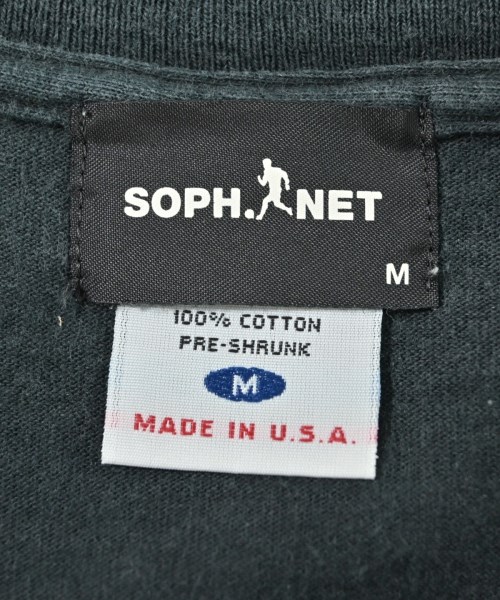 SOPH. NET
M
100% COTTON
PRE-SHRUNK
M
MADE IN U.S.A.